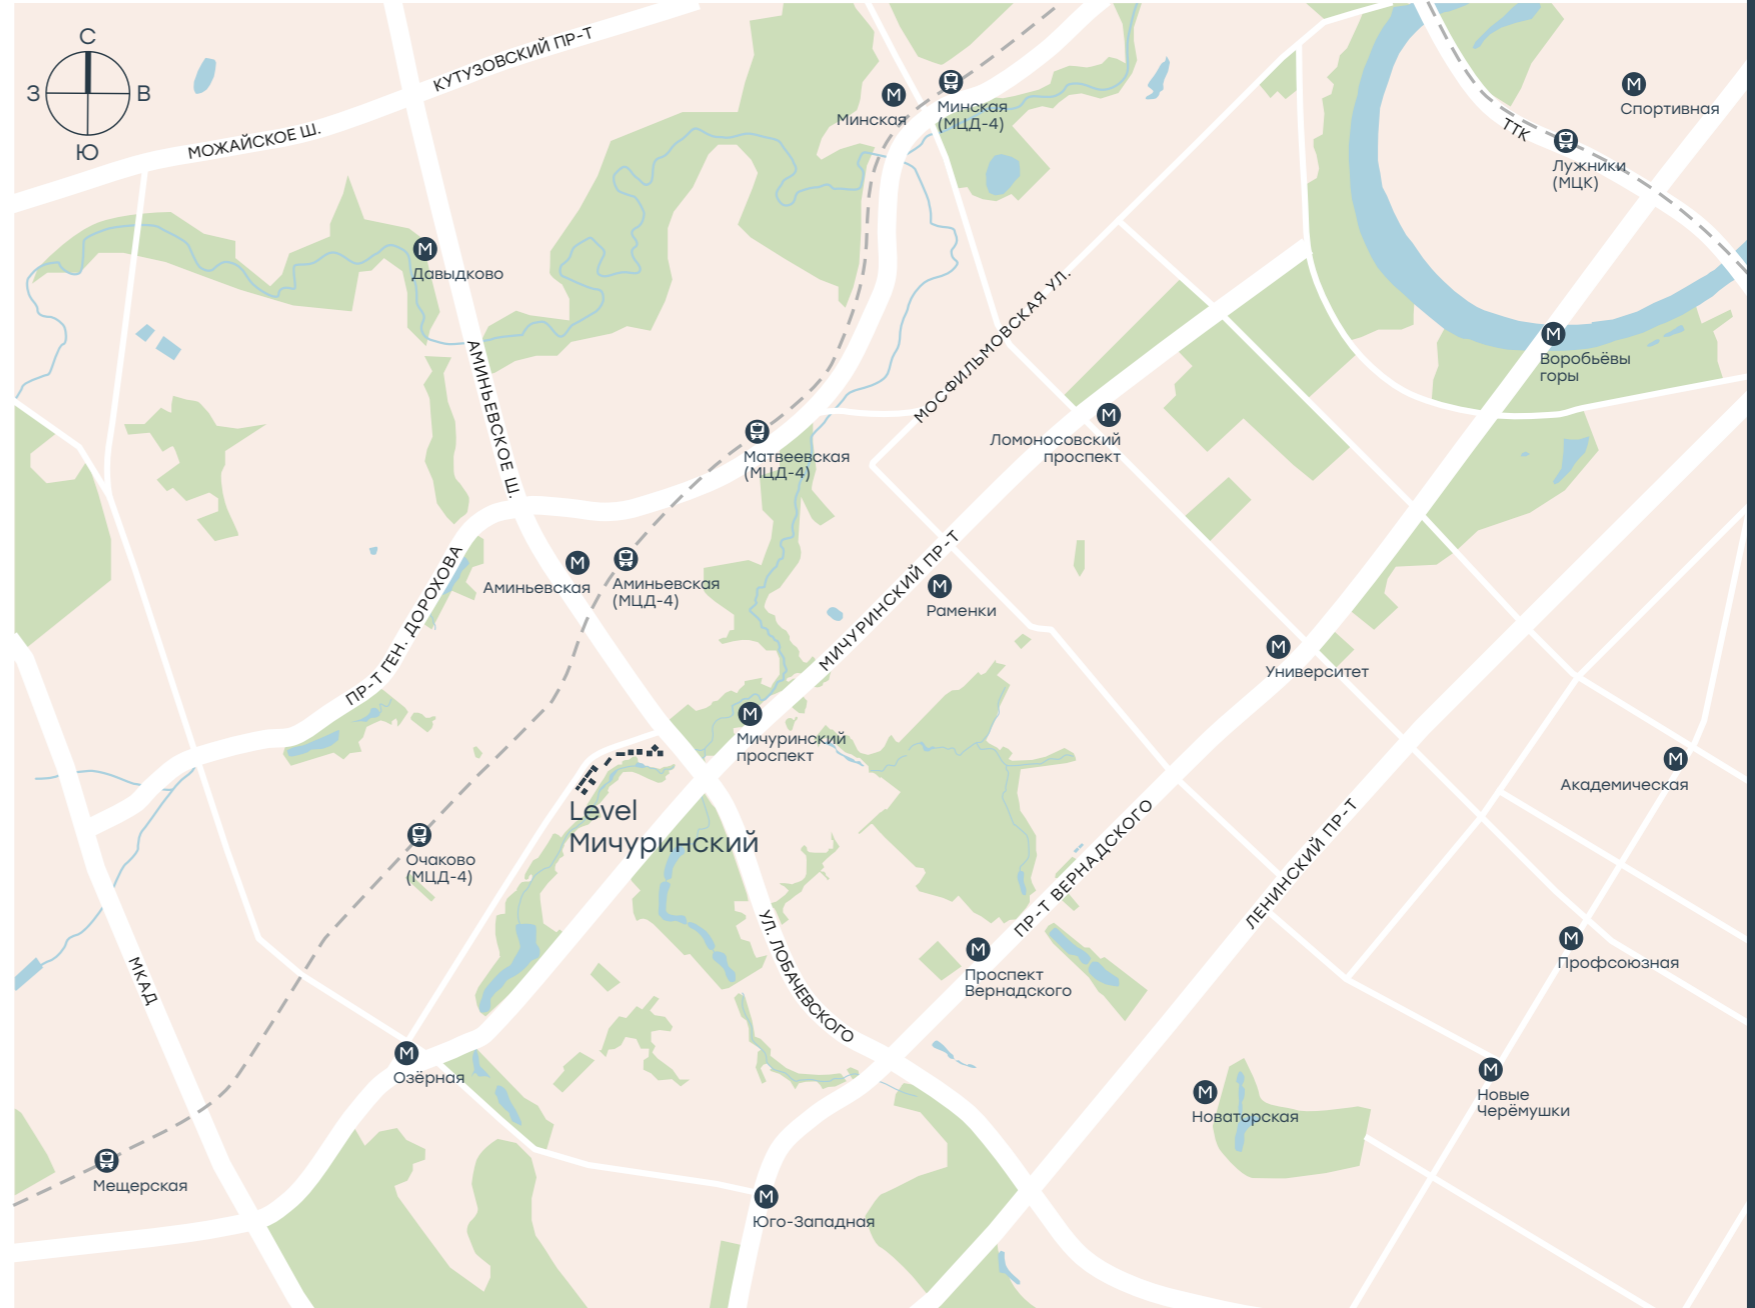 С
З
В
Ю
КУТУЗОВСКИЙ ПР-Т
МОЖАЙСКОЕ Ш.
М
Минская
Минская
(МЦД-4)
М
Спортивная
ТТК
Лужники
(МЦК)
М
Давыдково
МОСФИЛЬМОВСКАЯ УЛ.
АМИНЬЕВСКОЕ Ш.
М
Воробьёвы
горы
М
Ломоносовский
проспект
Матвеевская
(МЦД-4)
М
Аминьевская
Аминьевская
(МЦД-4)
ПР-Т ГЕН. ДОРОХОВА
МИЧУРИНСКИЙ ПР-Т
М
Раменки
М
Университет
М
Мичуринский
проспект
М
Академическая
Level
Мичуринский
Очаково
(МЦД-4)
ПР-Т ВЕРНАДСКОГО
ЛЕНИНСКИЙ ПР-Т
УЛ. ЛОБАЧЕВСКОГО
МКАД
М
Проспект
Вернадского
М
Профсоюзная
М
Озёрная
М
Новаторская
М
Новые
Черёмушки
Мещерская
М
Юго-Западная